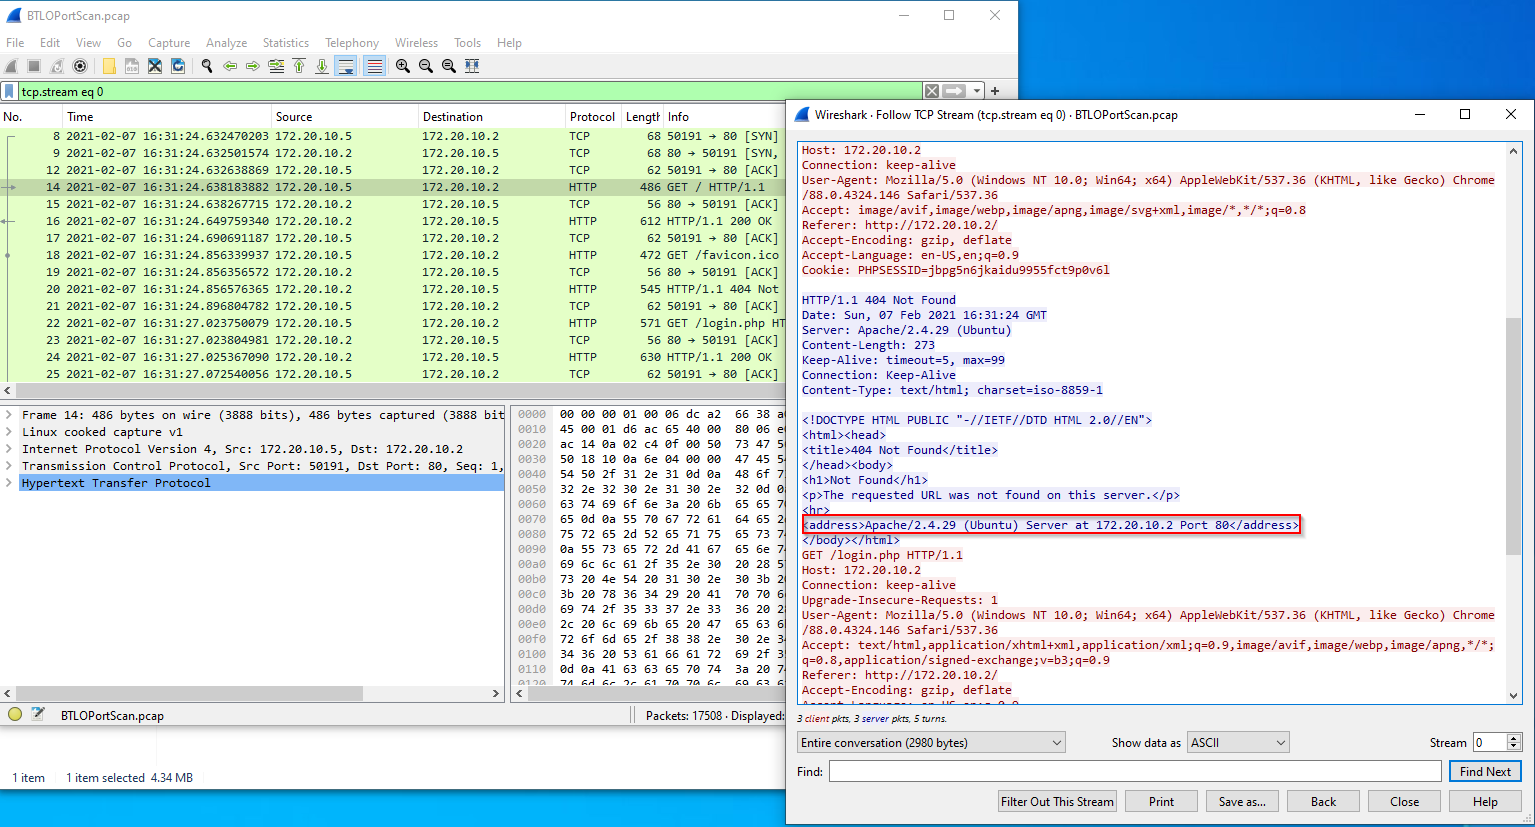 BTLOPortScan.pcap
File Edit View Go Capture Analyze Statistics Telephony Wireless Tools Help
tcp.stream eq 0
No. Time Source Destination Protocol Lengtl Info
8 2021-02-07 16:31:24.632470203 172.20.10.5 172.20.10.2 TCP 68 50191 → 80 [SYN]
9 2021-02-07 16:31:24.632501574 172.20.10.2 172.20.10.5 TCP 68 80 → 50191 [SYN,
12 2021-02-07 16:31:24.632638869 172.20.10.5 172.20.10.2 TCP 62 50191 → 80 [ACK]
14 2021-02-07 16:31:24.638183882 172.20.10.5 172.20.10.2 HTTP 486 GET / HTTP/1.1
15 2021-02-07 16:31:24.638267715 172.20.10.2 172.20.10.5 TCP 56 80 → 50191 [ACK]
16 2021-02-07 16:31:24.649759340 172.20.10.2 172.20.10.5 HTTP 612 HTTP/1.1 200 OK
17 2021-02-07 16:31:24.690691187 172.20.10.5 172.20.10.2 TCP 62 50191 → 80 [ACK]
18 2021-02-07 16:31:24.856339937 172.20.10.5 172.20.10.2 HTTP 472 GET /favicon.ico
19 2021-02-07 16:31:24.856356572 172.20.10.2 172.20.10.5 TCP 56 80 → 50191 [ACK]
20 2021-02-07 16:31:24.856576365 172.20.10.2 172.20.10.5 HTTP 545 HTTP/1.1 404 Not
21 2021-02-07 16:31:24.896804782 172.20.10.5 172.20.10.2 TCP 62 50191 → 80 [ACK]
22 2021-02-07 16:31:27.023750079 172.20.10.5 172.20.10.2 HTTP 571 GET /login.php HT
23 2021-02-07 16:31:27.023804981 172.20.10.2 172.20.10.5 TCP 56 80 → 50191 [ACK]
24 2021-02-07 16:31:27.025367090 172.20.10.2 172.20.10.5 HTTP 630 HTTP/1.1 200 OK
25 2021-02-07 16:31:27.072540056 172.20.10.5 172.20.10.2 TCP 62 50191 → 80 [ACK]
Frame 14: 486 bytes on wire (3888 bits), 486 bytes captured (3888 bit
Linux cooked capture v1
Internet Protocol Version 4, Src: 172.20.10.5, Dst: 172.20.10.2
Transmission Control Protocol, Src Port: 50191, Dst Port: 80, Seq: 1,
Hypertext Transfer Protocol
0000 00 00 00 01 00 06 dc a2 66 38
0010 45 00 01 d6 ac 65 40 00 80 06
0020 ac 14 0a 02 c4 0f 00 50 73 47
0030 50 18 10 0a 6e 04 00 00 47 45
0040 54 50 2f 31 2e 31 0d 0a 48 6f
0050 32 2e 32 30 2e 31 30 2e 32 0d
0060 63 74 69 6f 6e 3a 20 6b 65 65
0070 65 0d 0a 55 70 67 72 61 64 65
0080 75 72 65 2d 52 65 71 75 65 73
0090 0a 55 73 65 72 2d 41 67 65 6e
00a0 69 6c 6c 61 2f 35 2e 30 20 28
00b0 73 20 4e 54 20 31 30 2e 30 3b
00c0 3b 20 78 36 34 29 20 41 70 70
00d0 69 74 2f 35 33 37 2e 33 36 20
00e0 2c 20 6c 69 6b 65 20 47 65 63
00f0 72 6f 6d 65 2f 38 38 2e 30 2e
0100 34 36 20 53 61 66 61 72 69 2f
0110 0d 0a 41 63 63 65 70 74 3a 20
0120 74 6d 6c 2c 61 70 70 6c 69 63
BTLOPortScan.pcap Packets: 17508 · Displayed:
1 item 1 item selected 4.34 MB
Wireshark · Follow TCP Stream (tcp.stream eq 0) · BTLOPortScan.pcap
Host: 172.20.10.2
Connection: keep-alive
User-Agent: Mozilla/5.0 (Windows NT 10.0; Win64; x64) AppleWebKit/537.36 (KHTML, like Gecko) Chrome
/88.0.4324.146 Safari/537.36
Accept: image/avif,image/webp,image/apng,image/svg+xml,image/*,*/*;q=0.8
Referer: http://172.20.10.2/
Accept-Encoding: gzip, deflate
Accept-Language: en-US,en;q=0.9
Cookie: PHPSESSID=jbpg5n6jkaidu9955fct9p0v6l
HTTP/1.1 404 Not Found
Date: Sun, 07 Feb 2021 16:31:24 GMT
Server: Apache/2.4.29 (Ubuntu)
Content-Length: 273
Keep-Alive: timeout=5, max=99
Connection: Keep-Alive
Content-Type: text/html; charset=iso-8859-1
<!DOCTYPE HTML PUBLIC "-//IETF//DTD HTML 2.0//EN">
<html><head>
<title>404 Not Found</title>
</head><body>
<h1>Not Found</h1>
<p>The requested URL was not found on this server.</p>
<hr>
<address>Apache/2.4.29 (Ubuntu) Server at 172.20.10.2 Port 80</address>
</body></html>
GET /login.php HTTP/1.1
Host: 172.20.10.2
Connection: keep-alive
Upgrade-Insecure-Requests: 1
User-Agent: Mozilla/5.0 (Windows NT 10.0; Win64; x64) AppleWebKit/537.36 (KHTML, like Gecko) Chrome
/88.0.4324.146 Safari/537.36
Accept: text/html,application/xhtml+xml,application/xml;q=0.9,image/avif,image/webp,image/apng,*/*;
q=0.8,application/signed-exchange;v=b3;q=0.9
Referer: http://172.20.10.2/
Accept-Encoding: gzip, deflate
3 client pkts, 3 server pkts, 5 turns.
Entire conversation (2980 bytes) Show data as ASCII Stream 0
Find: Find Next
Filter Out This Stream Print Save as... Back Close Help